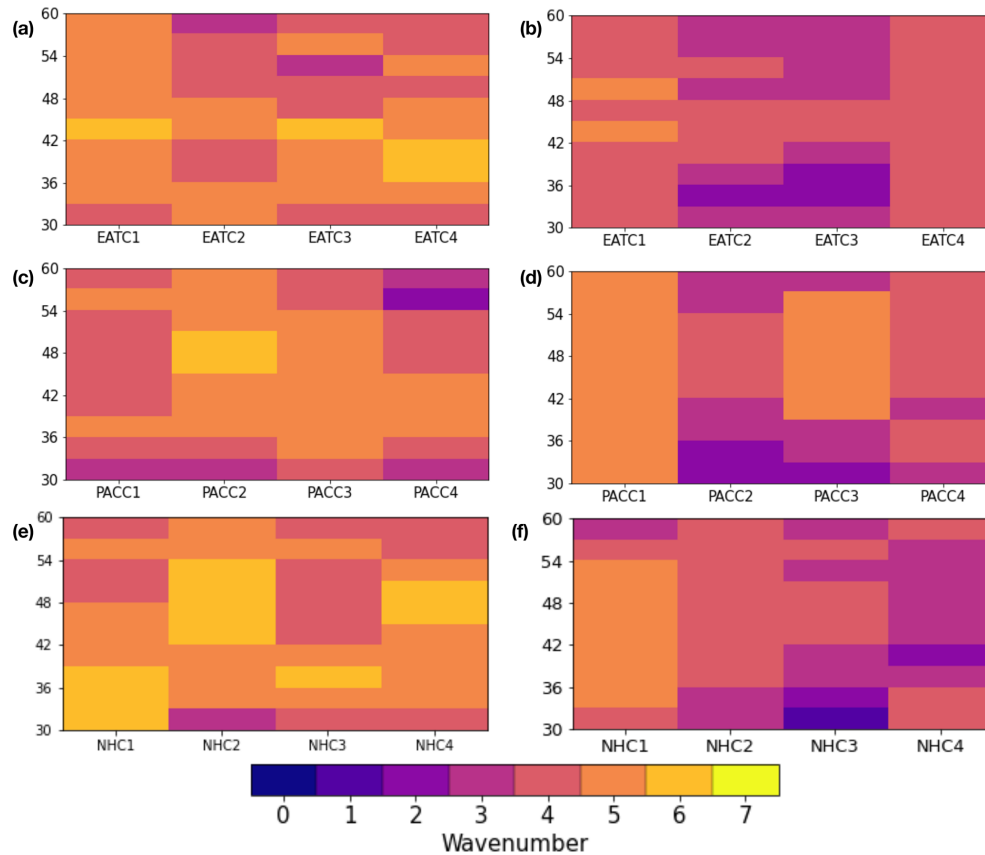 (a)
60
54
48
42
36
30
EATC1 EATC2 EATC3 EATC4
(b)
60
54
48
42
36
30
EATC1 EATC2 EATC3 EATC4
(c)
60
54
48
42
36
30
PACC1 PACC2 PACC3 PACC4
(d)
60
54
48
42
36
30
PACC1 PACC2 PACC3 PACC4
(e)
60
54
48
42
36
30
NHC1 NHC2 NHC3 NHC4
(f)
60
54
48
42
36
30
NHC1 NHC2 NHC3 NHC4
0 1 2 3 4 5 6 7
Wavenumber